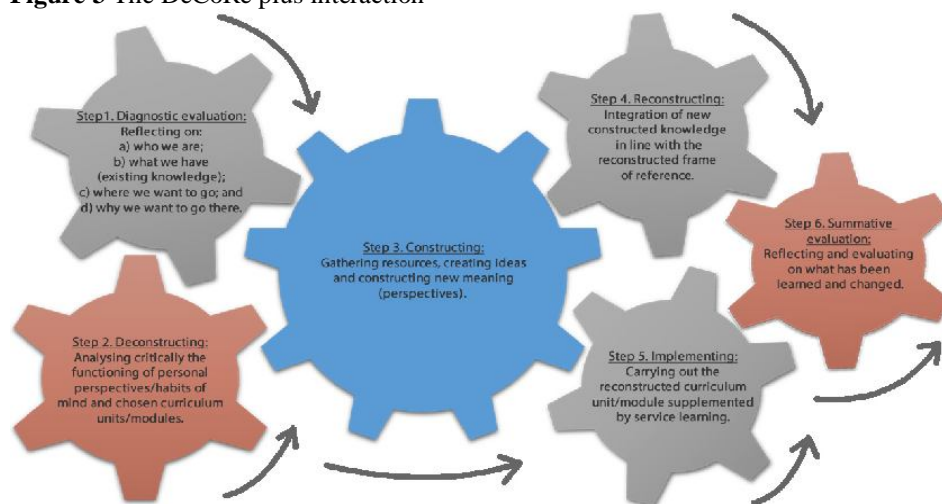 Figure 3 The DeCoRe plus interaction
Step1. Diagnostic evaluation:
Reflecting on:
a) who we are;
b) what we have
(existing knowledge);
c) where we want to go; and
d) why we want to go there.
Step 2. Deconstructing:
Analysing critically the
functioning of personal
perspectives/habits of
mind and chosen curriculum
units/modules.
Step 3. Constructing:
Gathering resources, creating ideas
and constructing new meaning
(perspectives).
Step 4. Reconstructing:
Integration of new
constructed knowledge
in line with the
reconstructed frame
of reference.
Step 5. Implementing:
Carrying out the
reconstructed curriculum
unit/module supplemented
by service learning.
Step 6. Summative
evaluation:
Reflecting and evaluating
on what has been
learned and changed.